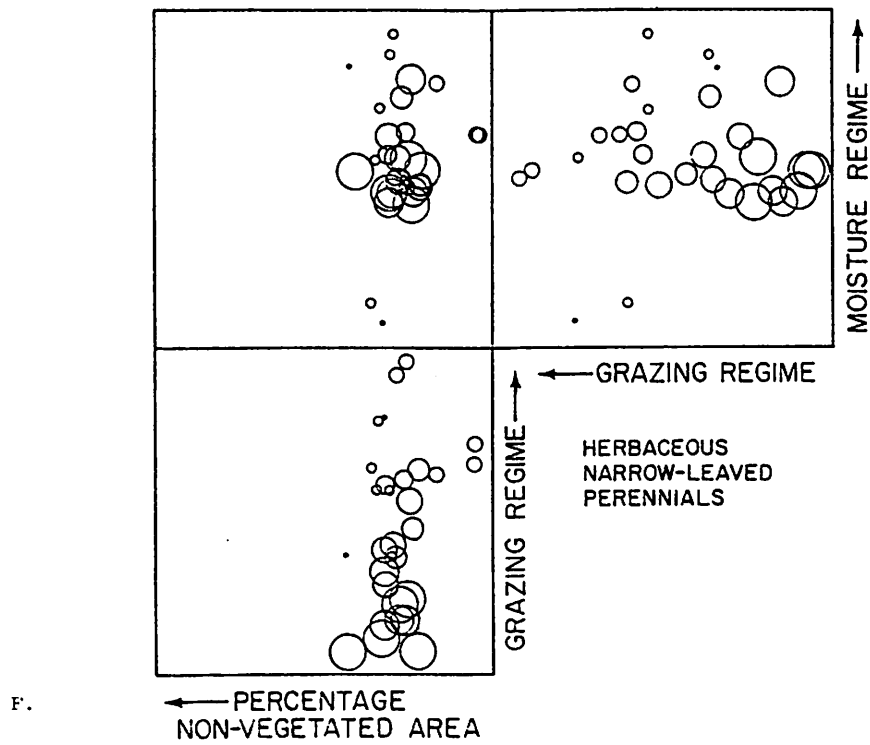 MOISTURE REGIME
GRAZING REGIME
GRAZING REGIME
HERBACEOUS
NARROW-LEAVED
PERENNIALS
F.
PERCENTAGE
NON-VEGETATED AREA